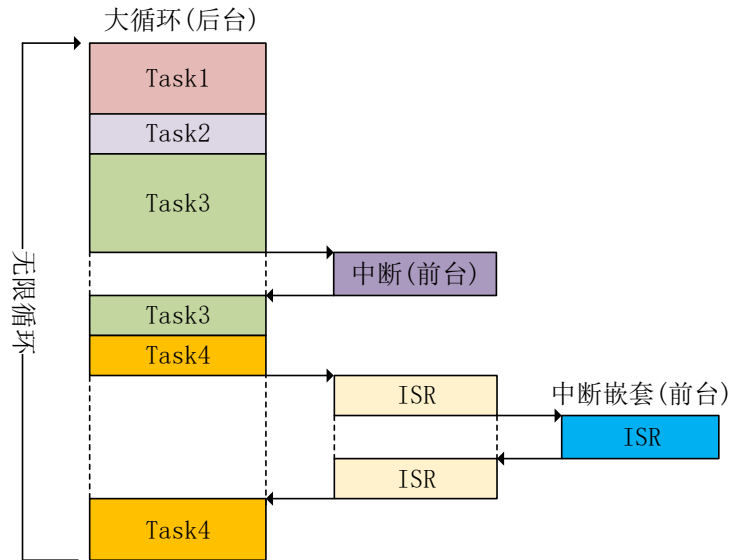 大循环(后台)
Task1
Task2
Task3
无限循环
中断(前台)
Task3
Task4
ISR
中断嵌套(前台)
ISR
ISR
Task4